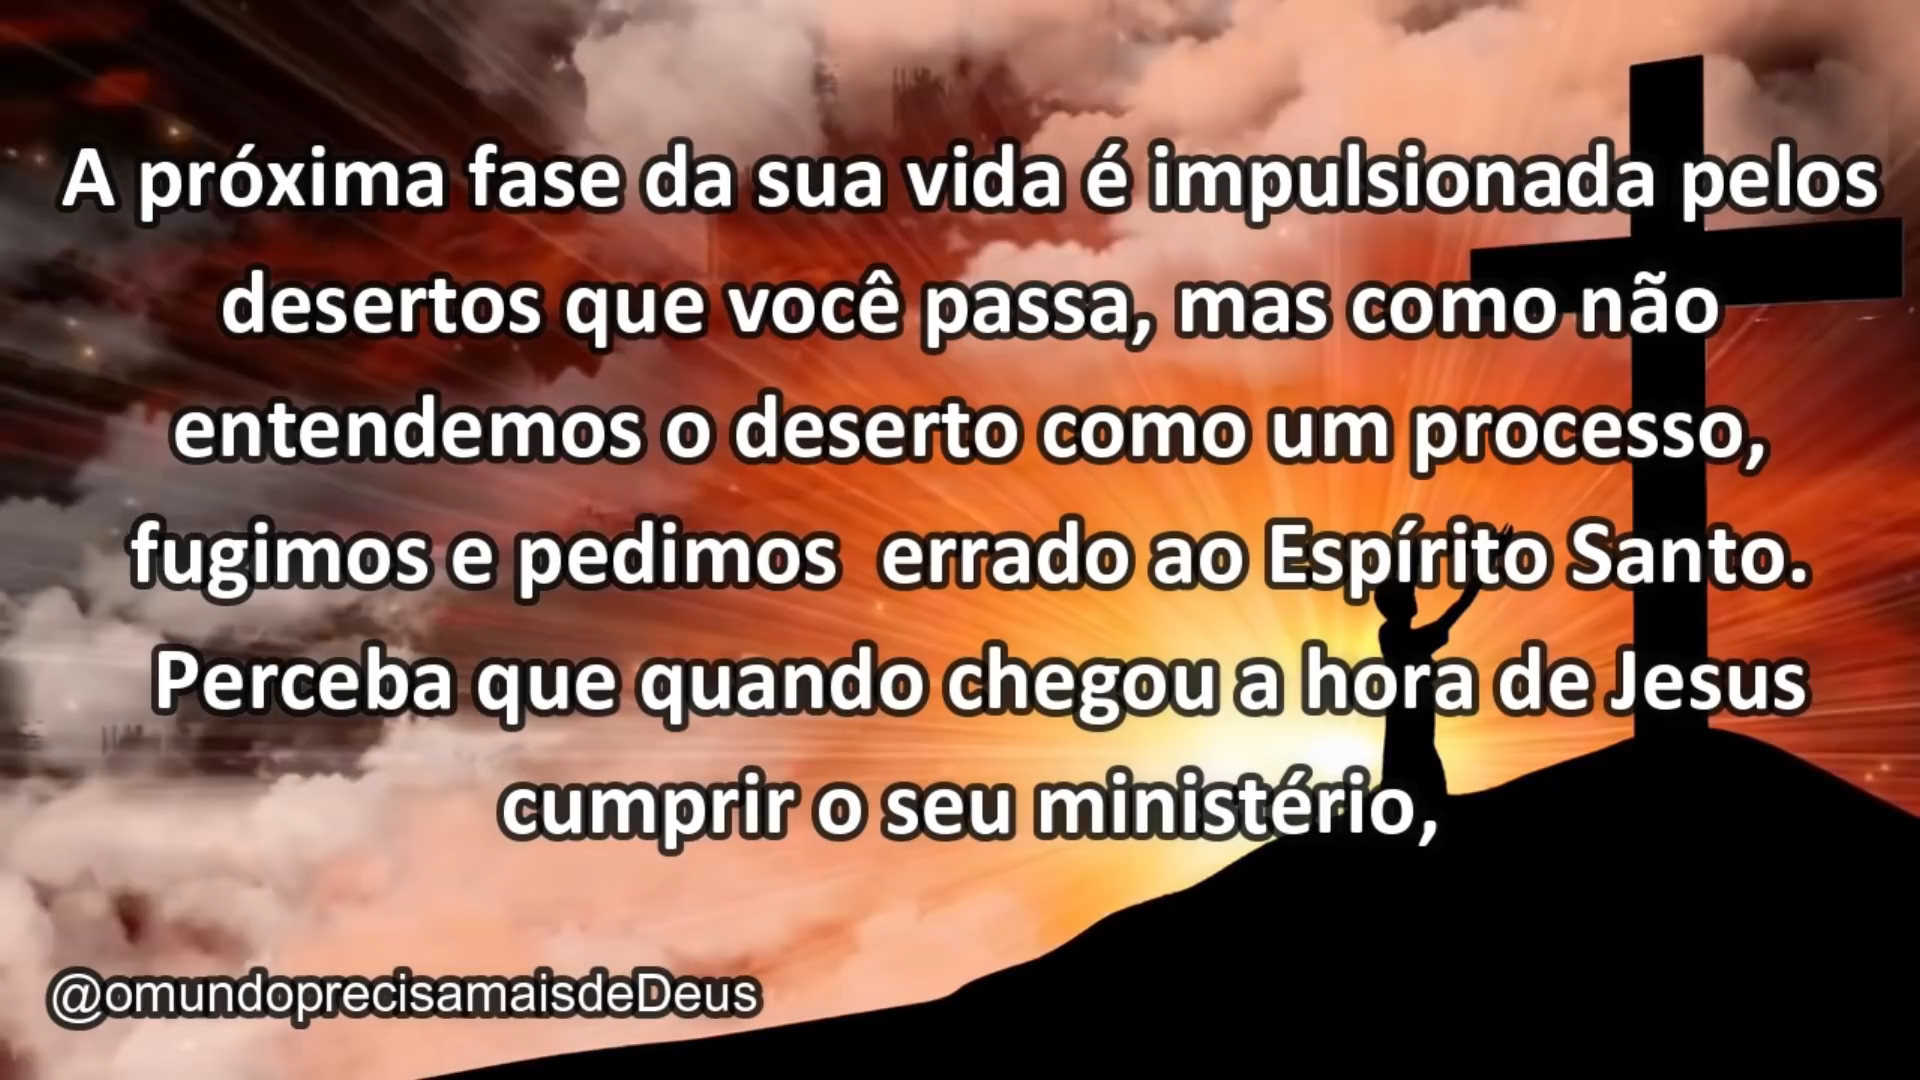 A próxima fase da sua vida é impulsionada pelos
desertos que você passa, mas como não
entendemos o deserto como um processo,
fugimos e pedimos  errado ao Espírito Santo.
Perceba que quando chegou a hora de Jesus
cumprir o seu ministério,
@omundoprecisamaisdeDeus